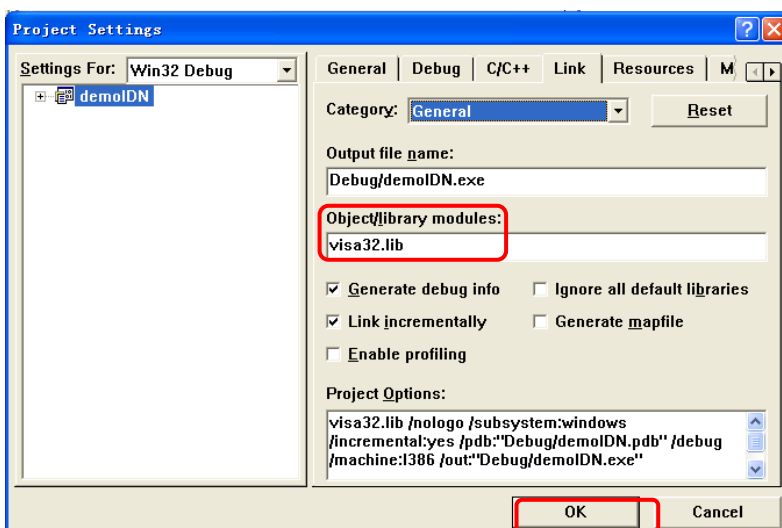 Project Settings
Settings For: Win32 Debug
demoIDN
General Debug C/C++ Link Resources M
Category: General Reset
Output file name:
Debug/demoIDN.exe
Object/library modules:
visa32.lib
Generate debug info Ignore all default libraries
Link incrementally Generate mapfile
Enable profiling
Project Options:
visa32.lib /nologo /subsystem:windows
/incremental:yes /pdb:"Debug/demoIDN.pdb" /debug
/machine:I386 /out:"Debug/demoIDN.exe"
OK Cancel